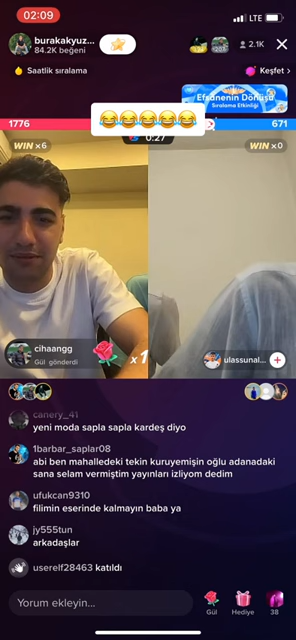 02:09
LTE
burakakyuz...
84.2K beğeni
2.1K
Saatlik sıralama
Keşfet >
Efsanenin Dönüşü
Sıralama Etkinliği
😂😂😂😂😂
1776
0:27
671
WIN x6
WIN x0
cihaangg
Gül gönderdi
x 1
ulassunal...
canery_41
yeni moda sapla sapla kardeş diyo
1barbar_saplar08
abi ben mahalledeki tekin kuruyemişin oğlu adanadaki
sana selam vermiştim yayınları izliyom dedim
ufukcan9310
filimin eserinde kalmayın baba ya
jy555tun
arkadaşlar
userelf28463 katıldı
Yorum ekleyin...
Gül
Hediye
38